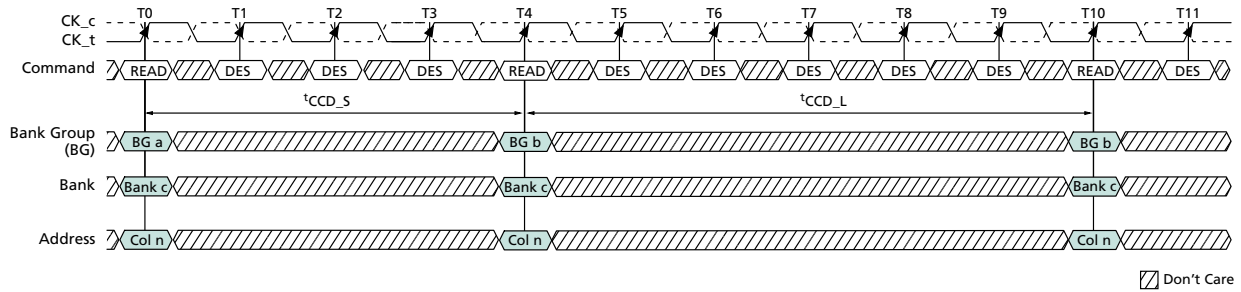 T0 T1 T2 T3 T4 T5 T6 T7 T8 T9 T10 T11
CK_c
CK_t
Command READ DES DES DES READ DES DES DES DES DES READ DES
tCCD_S tCCD_L
Bank Group
(BG) BG a BG b BG b
Bank Bank c Bank c Bank c
Address Col n Col n Col n
Don't Care